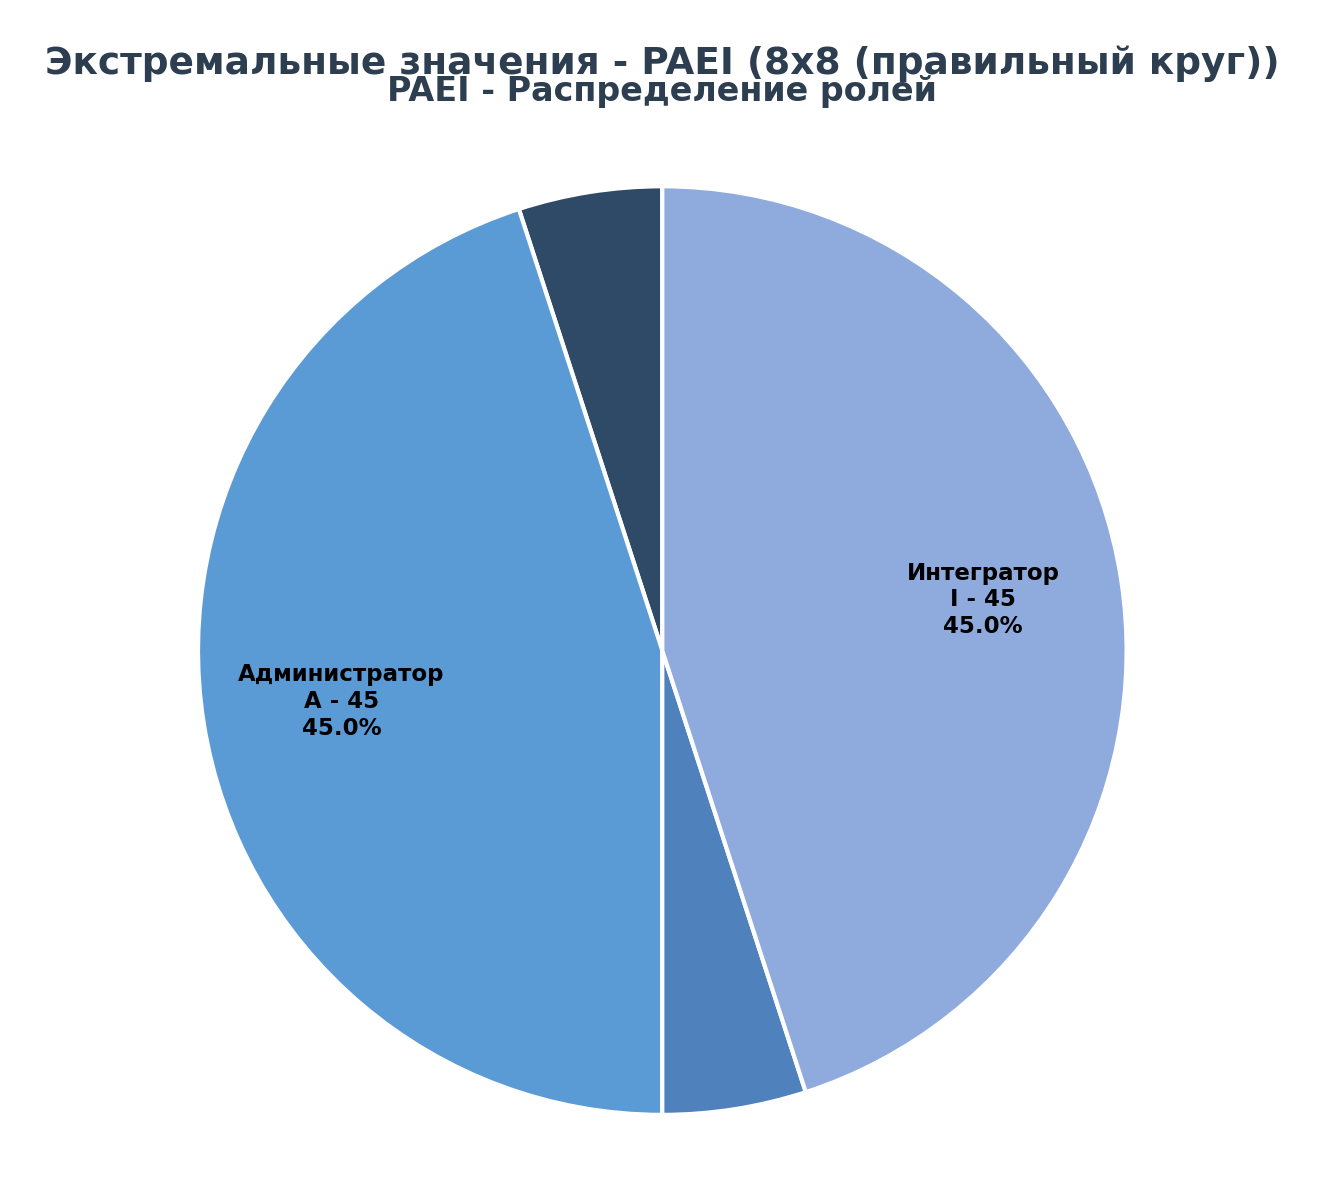 Экстремальные значения - PAEI (8x8 (правильный круг))
PAEI - Распределение ролей
Интегратор
I - 45
45.0%
Администратор
A - 45
45.0%